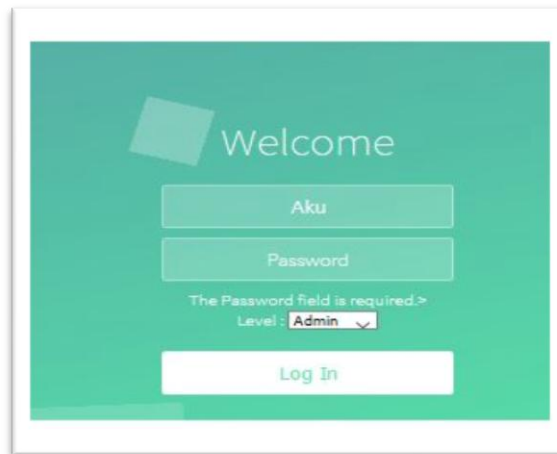 Welcome
Aku
Password
The Password field is required.>
Level : Admin
Log In